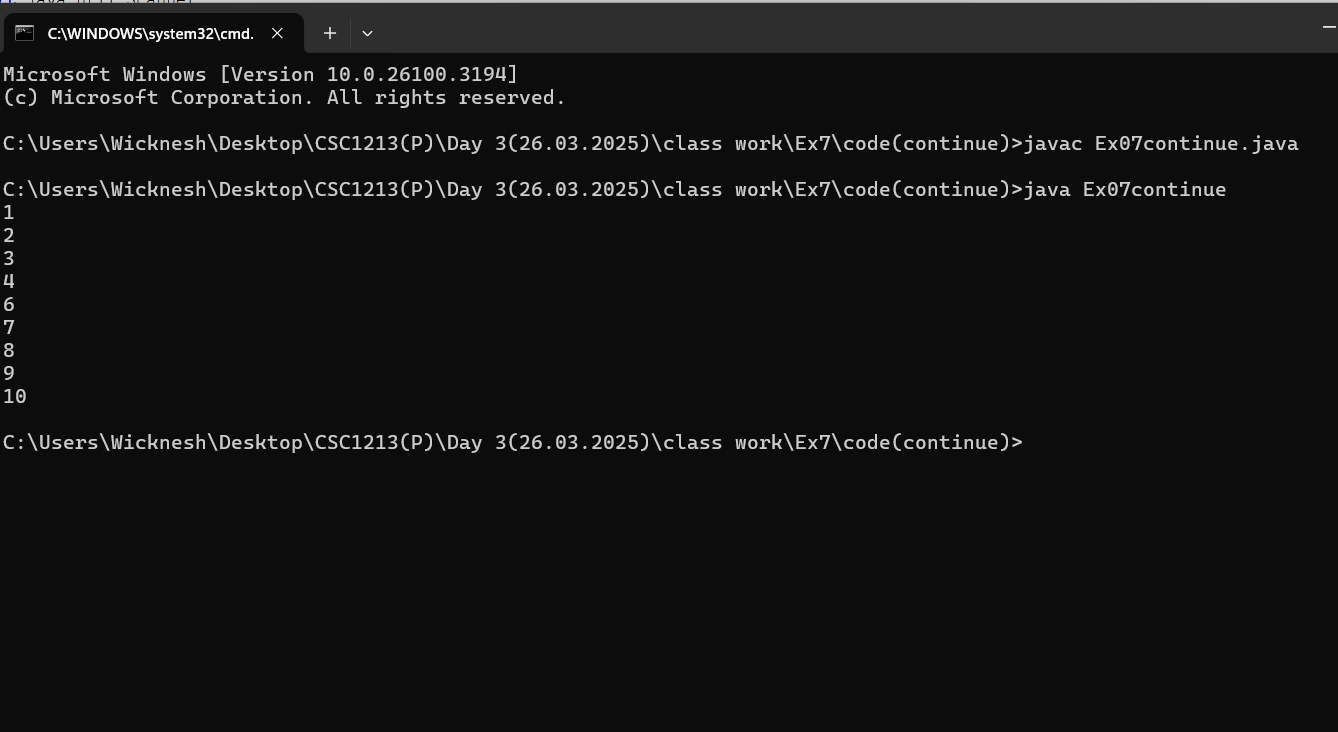 C:\WINDOWS\system32\cmd.
Microsoft Windows [Version 10.0.26100.3194]
(c) Microsoft Corporation. All rights reserved.
C:\Users\Wicknesh\Desktop\CSC1213(P)\Day 3(26.03.2025)\class work\Ex7\code(continue)>javac Ex07continue.java
C:\Users\Wicknesh\Desktop\CSC1213(P)\Day 3(26.03.2025)\class work\Ex7\code(continue)>java Ex07continue
1
2
3
4
6
7
8
9
10
C:\Users\Wicknesh\Desktop\CSC1213(P)\Day 3(26.03.2025)\class work\Ex7\code(continue)>